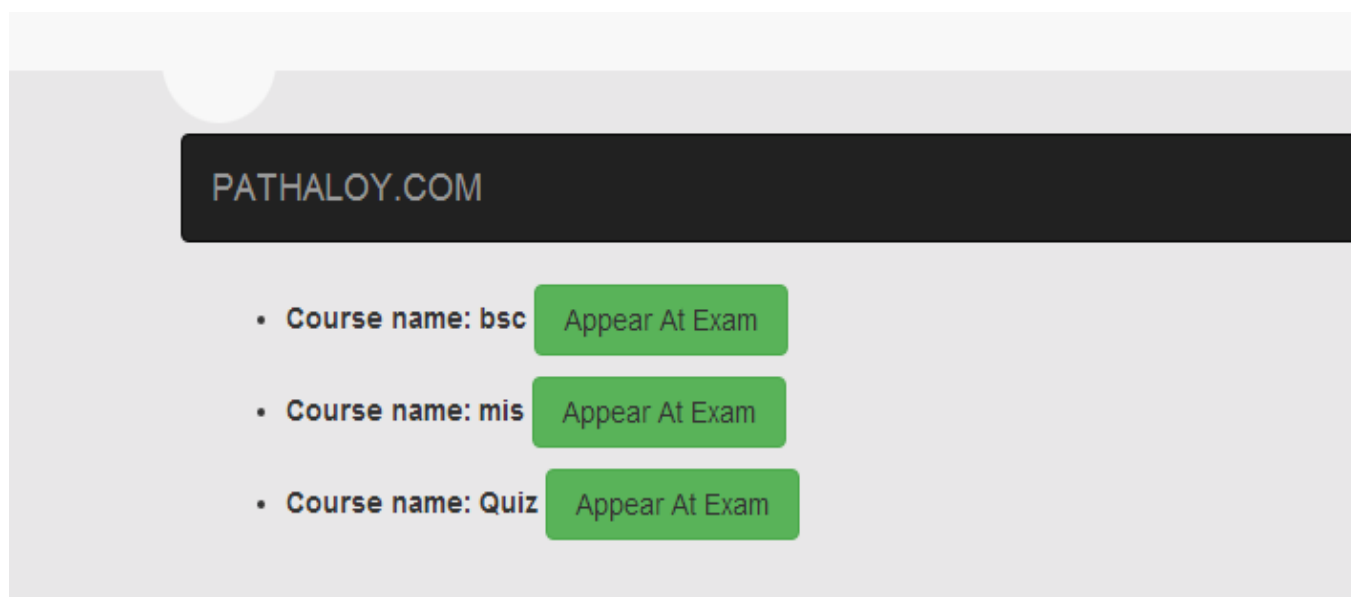 PATHALOY.COM
• Course name: bsc Appear At Exam
• Course name: mis Appear At Exam
• Course name: Quiz Appear At Exam